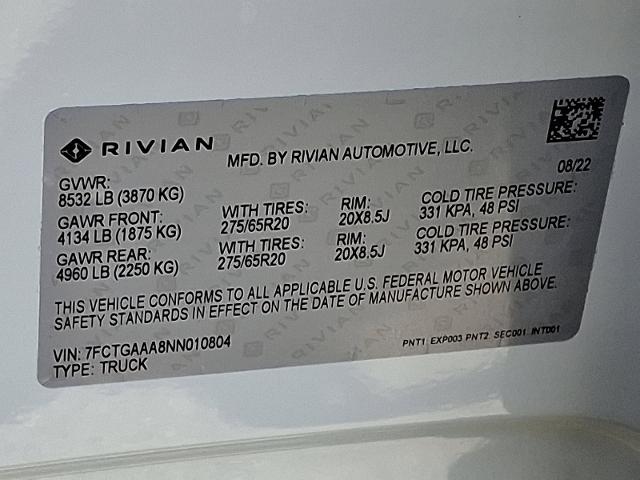 RIVIAN
MFD. BY RIVIAN AUTOMOTIVE, LLC.
08/22
GVWR:
8532 LB (3870 KG)
GAWR FRONT: WITH TIRES: RIM: COLD TIRE PRESSURE:
4134 LB (1875 KG) 275/65R20 20X8.5J 331 KPA, 48 PSI
GAWR REAR: WITH TIRES: RIM: COLD TIRE PRESSURE:
4960 LB (2250 KG) 275/65R20 20X8.5J 331 KPA, 48 PSI
THIS VEHICLE CONFORMS TO ALL APPLICABLE U.S. FEDERAL MOTOR VEHICLE
SAFETY STANDARDS IN EFFECT ON THE DATE OF MANUFACTURE SHOWN ABOVE.
VIN: 7FCTGAAA8NN010804
TYPE: TRUCK
PNT1 EXP003 PNT2 SEC001 INT001